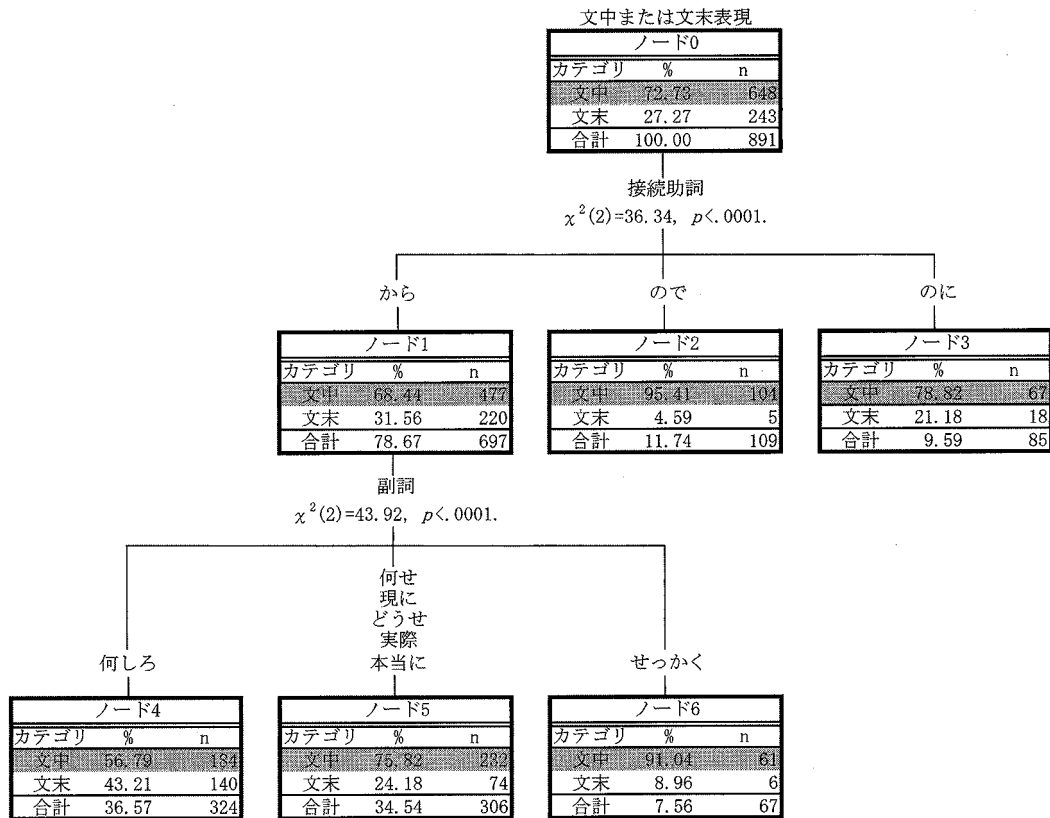 文中または文末表現
ノード0
カテゴリ % n
文中 72.73 648
文末 27.27 243
合計 100.00 891
接続助詞
χ²(2)=36.34, p<.0001.
から
ので
のに
ノード1
カテゴリ % n
文中 68.44 477
文末 31.56 220
合計 78.67 697
ノード2
カテゴリ % n
文中 95.41 104
文末 4.59 5
合計 11.74 109
ノード3
カテゴリ % n
文中 78.82 67
文末 21.18 18
合計 9.59 85
副詞
χ²(2)=43.92, p<.0001.
何しろ
何せ
現に
どうせ
実際
本当に
せっかく
ノード4
カテゴリ % n
文中 56.79 184
文末 43.21 140
合計 36.57 324
ノード5
カテゴリ % n
文中 75.82 232
文末 24.18 74
合計 34.54 306
ノード6
カテゴリ % n
文中 91.04 61
文末 8.96 6
合計 7.56 67